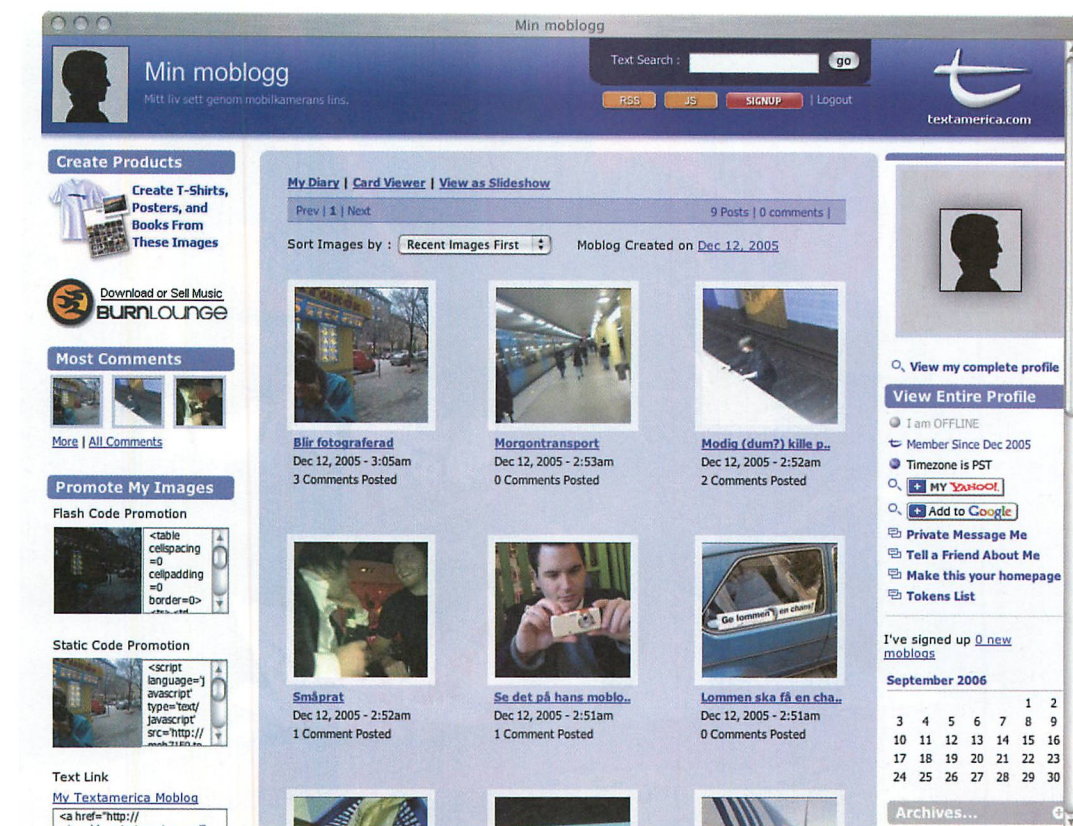 Min moblogg
Min moblogg
Mitt liv sett genom mobilkamerans lins.
Text Search :
go
RSS
JS
SIGNUP
| Logout
textamerica.com
Create Products
Create T-Shirts,
Posters, and
Books From
These Images
Download or Sell Music
BURNLOUNGE
Most Comments
More | All Comments
Promote My Images
Flash Code Promotion
<table
cellspacing
=0
cellpadding
=0
border=0>
Static Code Promotion
<script
language='j
avascript'
type='text/
javascript'
src='http://
Text Link
My Textamerica Moblog
<a href="http://
My Diary | Card Viewer | View as Slideshow
Prev | 1 | Next
9 Posts | 0 comments |
Sort Images by :
Recent Images First
Moblog Created on Dec 12, 2005
Blir fotograferad
Dec 12, 2005 - 3:05am
3 Comments Posted
Morgontransport
Dec 12, 2005 - 2:53am
0 Comments Posted
Modig (dum?) kille p..
Dec 12, 2005 - 2:52am
2 Comments Posted
Småprat
Dec 12, 2005 - 2:52am
1 Comment Posted
Se det på hans moblo..
Dec 12, 2005 - 2:51am
1 Comment Posted
Ge lommen en chans!
Lommen ska få en cha..
Dec 12, 2005 - 2:51am
0 Comments Posted
View my complete profile
View Entire Profile
I am OFFLINE
Member Since Dec 2005
Timezone is PST
MY YAHOO!
Add to Google
Private Message Me
Tell a Friend About Me
Make this your homepage
Tokens List
I've signed up 0 new
moblogs
September 2006
1 2
3 4 5 6 7 8 9
10 11 12 13 14 15 16
17 18 19 20 21 22 23
24 25 26 27 28 29 30
Archives...